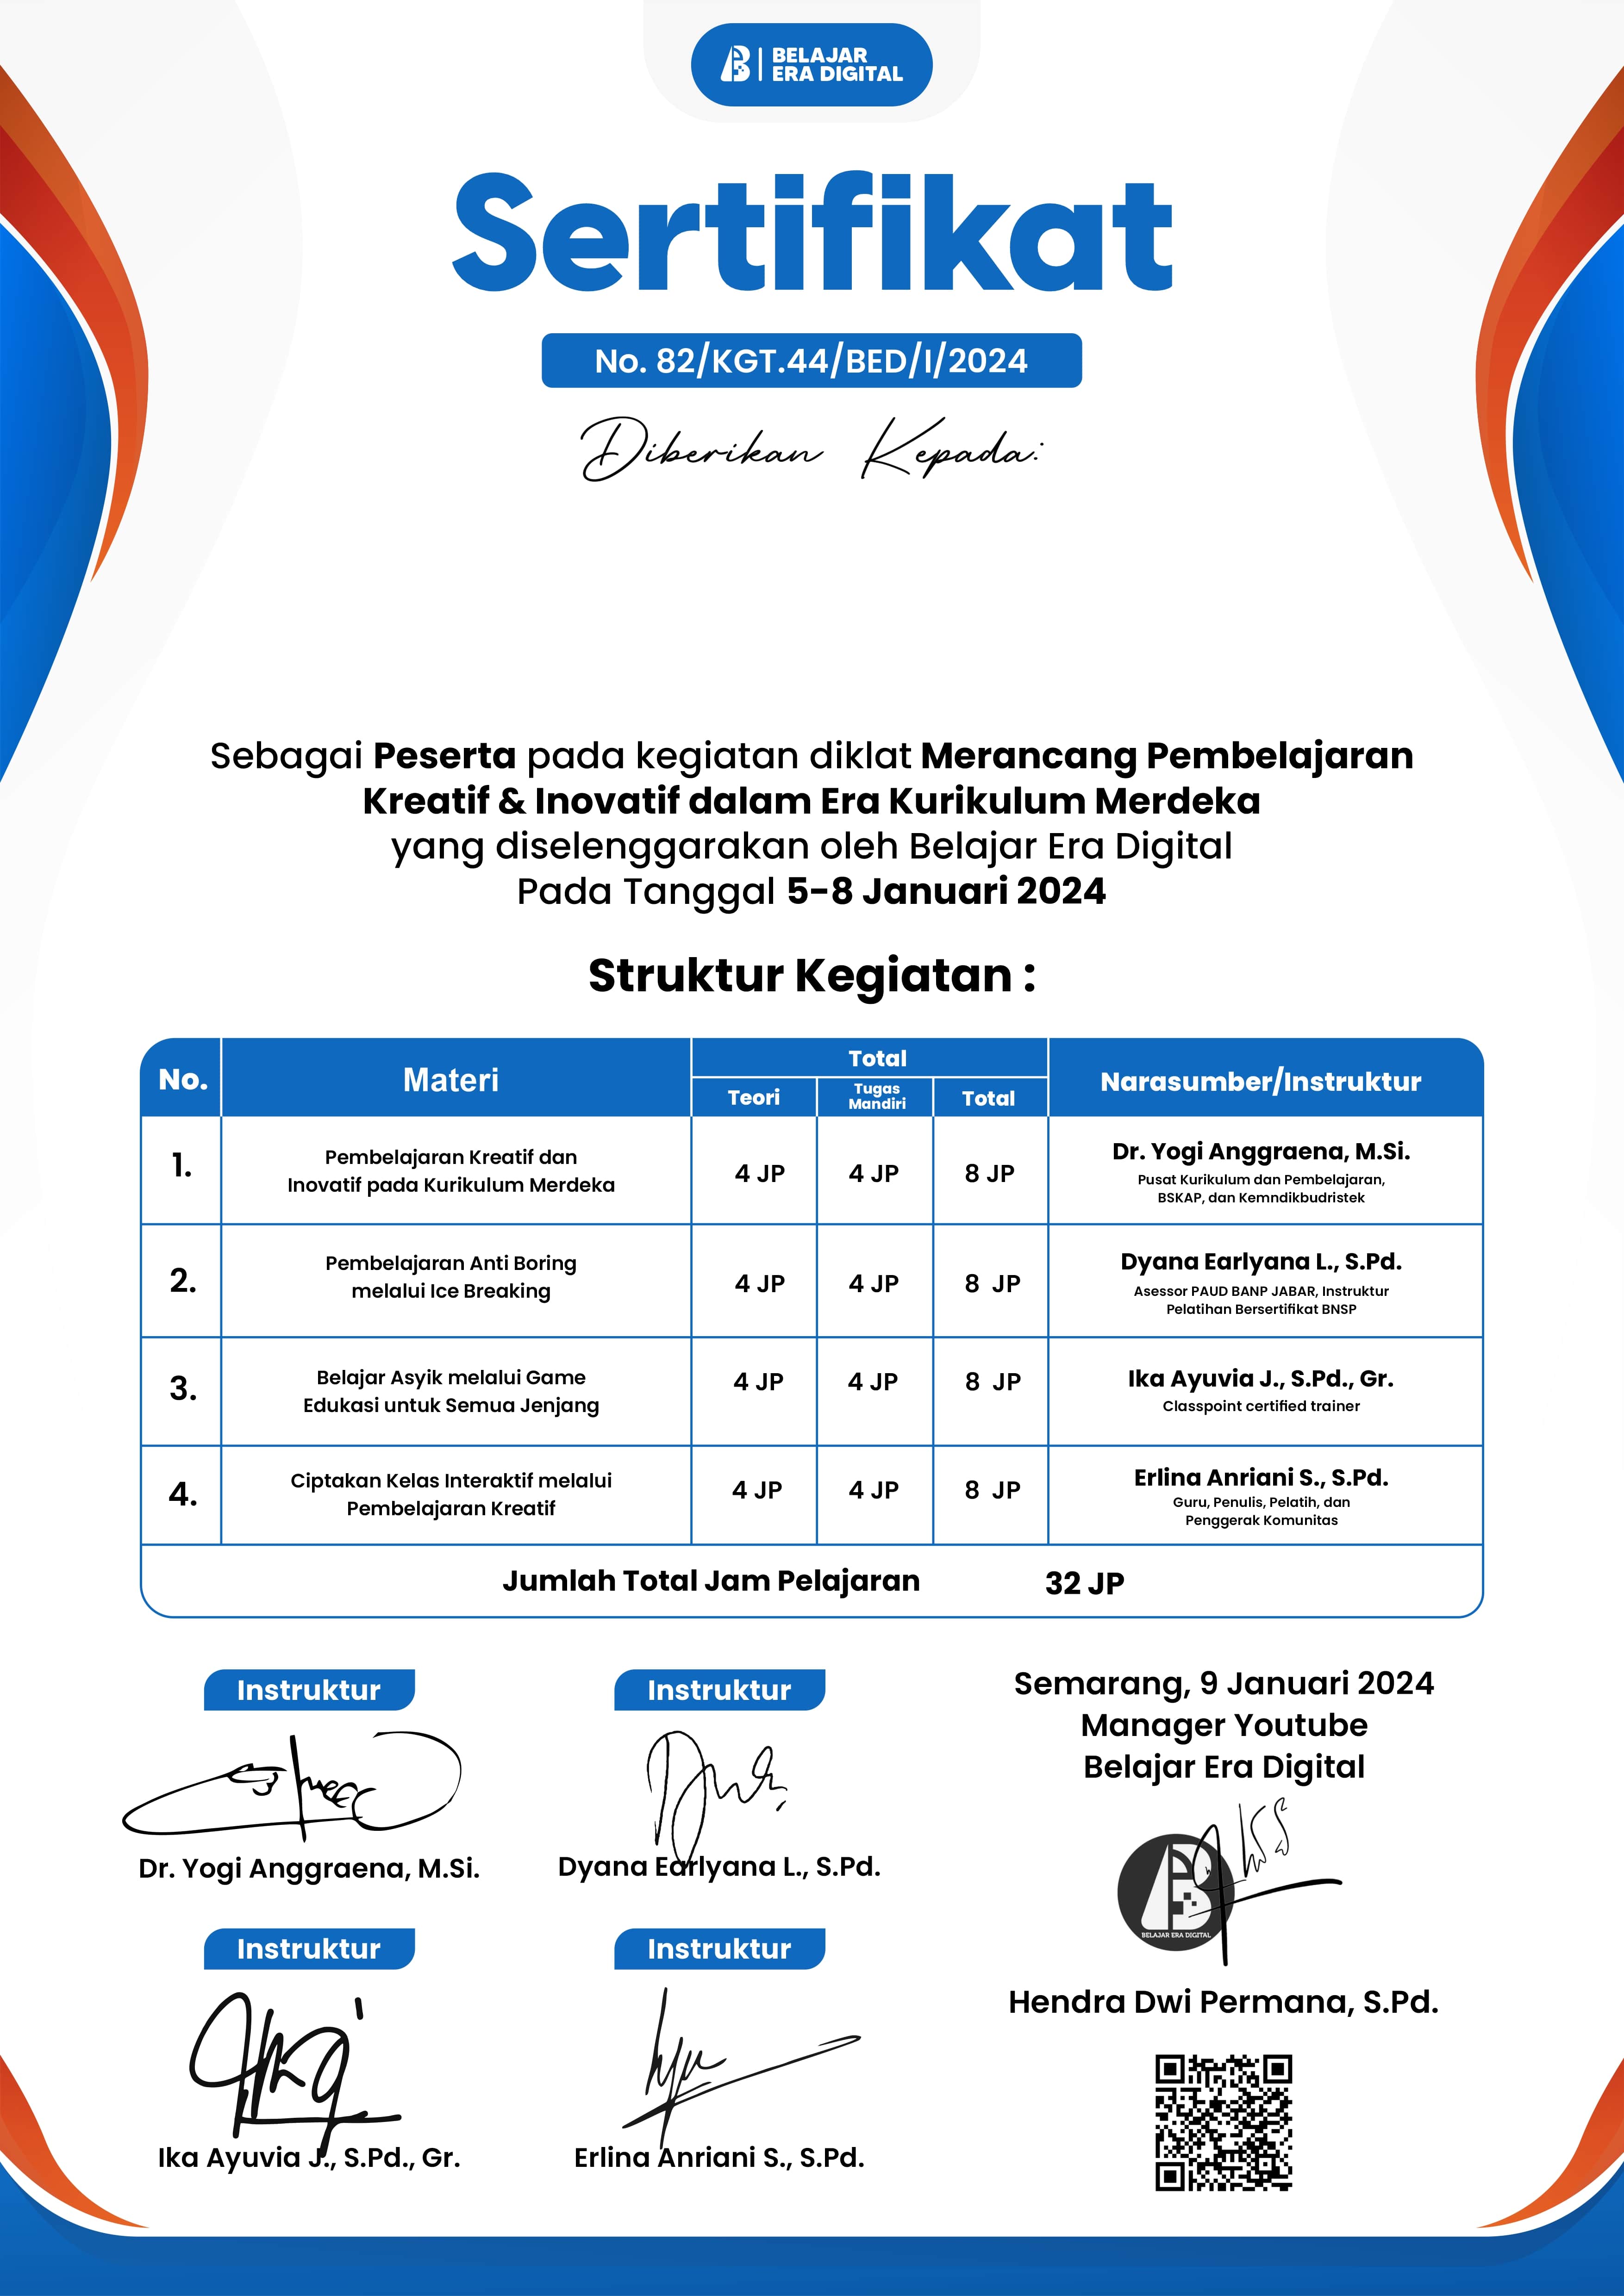 BELAJAR
ERA DIGITAL
Sertifikat
No. 82/KGT.44/BED/I/2024
Diberikan Kepada:
Sebagai Peserta pada kegiatan diklat Merancang Pembelajaran
Kreatif & Inovatif dalam Era Kurikulum Merdeka
yang diselenggarakan oleh Belajar Era Digital
Pada Tanggal 5-8 Januari 2024
Struktur Kegiatan :
No.
Materi
Total
Teori
Tugas
Mandiri
Total
Narasumber/Instruktur
1.
Pembelajaran Kreatif dan
Inovatif pada Kurikulum Merdeka
4 JP
4 JP
8 JP
Dr. Yogi Anggraena, M.Si.
Pusat Kurikulum dan Pembelajaran,
BSKAP, dan Kemndikbudristek
2.
Pembelajaran Anti Boring
melalui Ice Breaking
4 JP
4 JP
8 JP
Dyana Earlyana L., S.Pd.
Asessor PAUD BANP JABAR, Instruktur
Pelatihan Bersertifikat BNSP
3.
Belajar Asyik melalui Game
Edukasi untuk Semua Jenjang
4 JP
4 JP
8 JP
Ika Ayuvia J., S.Pd., Gr.
Classpoint certified trainer
4.
Ciptakan Kelas Interaktif melalui
Pembelajaran Kreatif
4 JP
4 JP
8 JP
Erlina Anriani S., S.Pd.
Guru, Penulis, Pelatih, dan
Penggerak Komunitas
Jumlah Total Jam Pelajaran 32 JP
Instruktur
Dr. Yogi Anggraena, M.Si.
Instruktur
Dyana Earlyana L., S.Pd.
Semarang, 9 Januari 2024
Manager Youtube
Belajar Era Digital
BELAJAR ERA DIGITAL
Hendra Dwi Permana, S.Pd.
Instruktur
Ika Ayuvia J., S.Pd., Gr.
Instruktur
Erlina Anriani S., S.Pd.